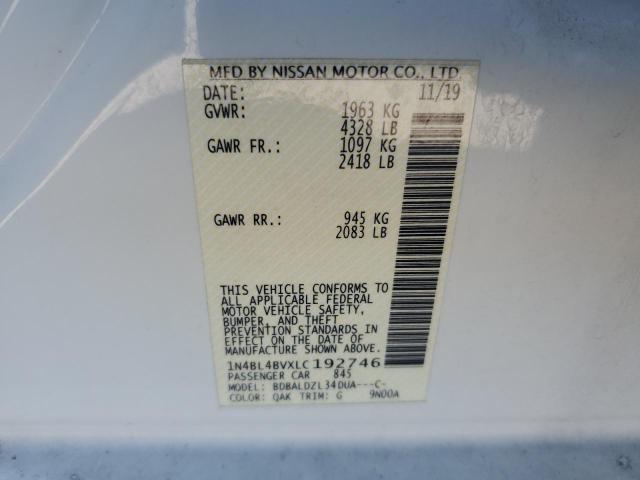 MFD BY NISSAN MOTOR CO., LTD.
DATE: 11/19
GVWR: 1963 KG
4328 LB
GAWR FR.: 1097 KG
2418 LB
GAWR RR.: 945 KG
2083 LB
THIS VEHICLE CONFORMS TO
ALL APPLICABLE FEDERAL
MOTOR VEHICLE SAFETY,
BUMPER, AND THEFT
PREVENTION STANDARDS IN
EFFECT ON THE DATE OF
MANUFACTURE SHOWN ABOVE.
1N4BL4BVXLC192746
PASSENGER CAR 845
MODEL: BDBALDZL34DUA---C-
COLOR: QAK TRIM: G 9N00A